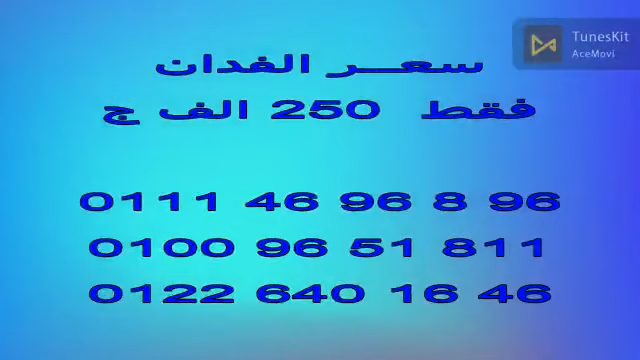 TunesKit
AceMovi
سعـــر الفدان
فقط 250 الف ج
0111 46 96 8 96
0100 96 51 811
0122 640 16 46